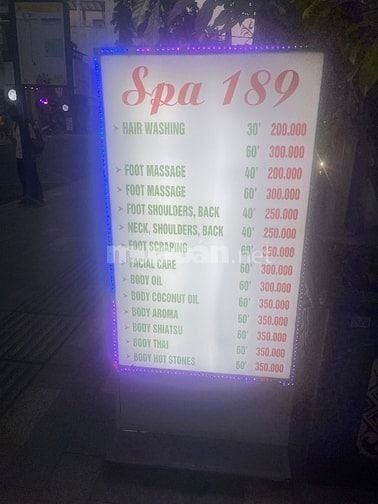 Spa 189
➤ HAIR WASHING 30' 200.000
60' 300.000
➤ FOOT MASSAGE 40' 200.000
➤ FOOT MASSAGE 60' 300.000
➤ FOOT SHOULDERS, BACK 40' 250.000
➤ NECK, SHOULDERS, BACK 40' 250.000
➤ FOOT SCRAPING 60' 350.000
FACIAL CARE 60' 300.000
➤ BODY OIL 60' 300.000
➤ BODY COCONUT OIL 60' 350.000
➤ BODY AROMA 60' 350.000
➤ BODY SHIATSU 60' 350.000
➤ BODY THAI 60' 350.000
➤ BODY HOT STONES 60' 350.000